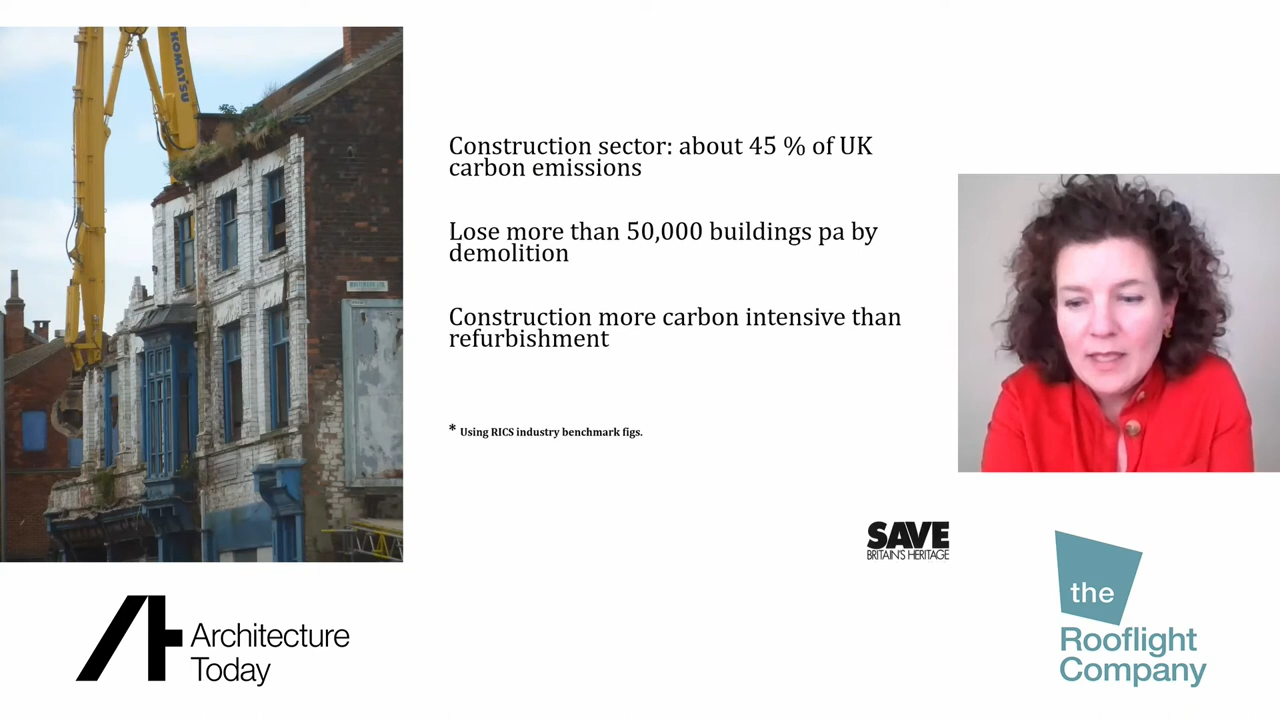 KOMATSU
Construction sector: about 45 % of UK
carbon emissions
Lose more than 50,000 buildings pa by
demolition
Construction more carbon intensive than
refurbishment
* Using RICS industry benchmark figs.
SAVE
BRITAIN'S HERITAGE
Architecture
Today
the
Rooflight
Company